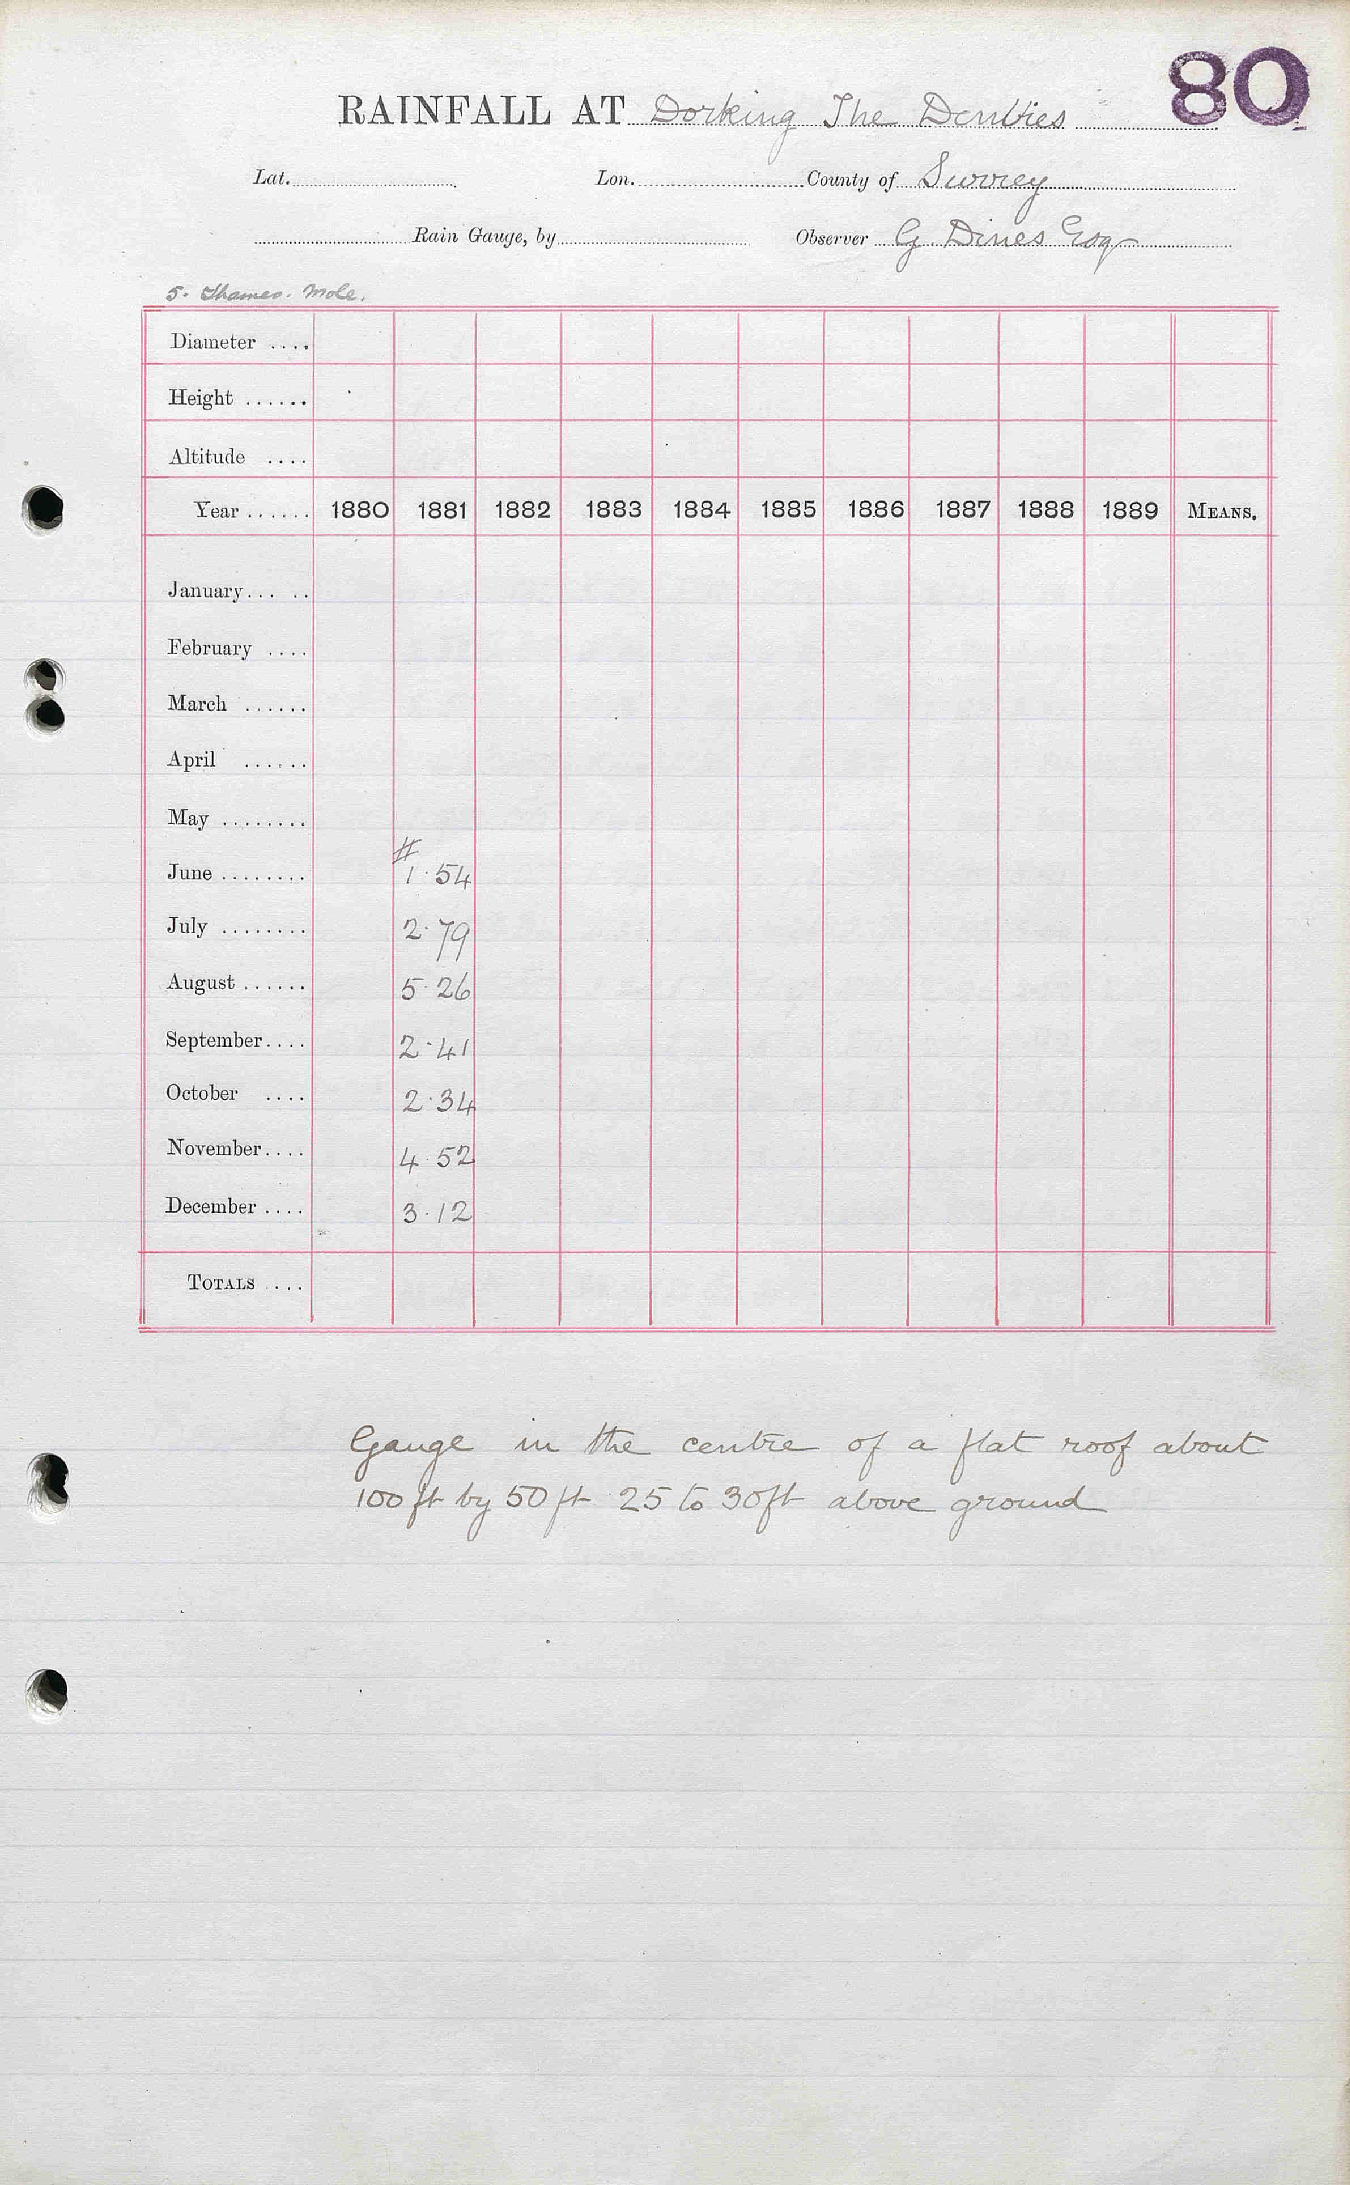 80
RAINFALL AT Dorking The Denbies
Lat. Lon. County of Surrey
Rain Gauge, by Observer G Dines Esq
5. Thames. Mole.
Diameter ....
Height ......
Altitude ....
Year ...... 1880 1881 1882 1883 1884 1885 1886 1887 1888 1889 MEANS.
January... ..
February ....
March ......
April ......
May ........
#
June ........ 1.54
July ........ 2.79
August ...... 5.26
September.... 2.41
October .... 2.34
November.... 4.52
December .... 3.12
TOTALS ....
Gauge in the centre of a flat roof about
100 ft by 50 ft 25 to 30ft above ground